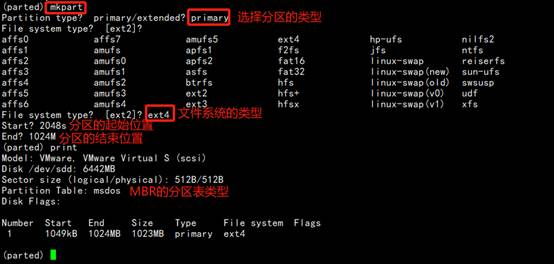 (parted) mkpart
Partition type?  primary/extended? primary 选择分区的类型
File system type?  [ext2]?
affs0 affs7 amufs5 ext4 hp-ufs nilfs2
affs1 amufs apfs1 f2fs jfs ntfs
affs2 amufs0 apfs2 fat16 linux-swap reiserfs
affs3 amufs1 asfs fat32 linux-swap(new) sun-ufs
affs4 amufs2 btrfs hfs linux-swap(old) swsusp
affs5 amufs3 ext2 hfs+ linux-swap(v0) udf
affs6 amufs4 ext3 hfsx linux-swap(v1) xfs
File system type?  [ext2]? ext4 文件系统的类型
Start? 2048s 分区的起始位置
End? 1024M 分区的结束位置
(parted) print
Model: VMware, VMware Virtual S (scsi)
Disk /dev/sdd: 6442MB
Sector size (logical/physical): 512B/512B
Partition Table: msdos MBR的分区表类型
Disk Flags:
Number  Start   End     Size    Type     File system  Flags
1      1049kB  1024MB  1023MB  primary  ext4
(parted)